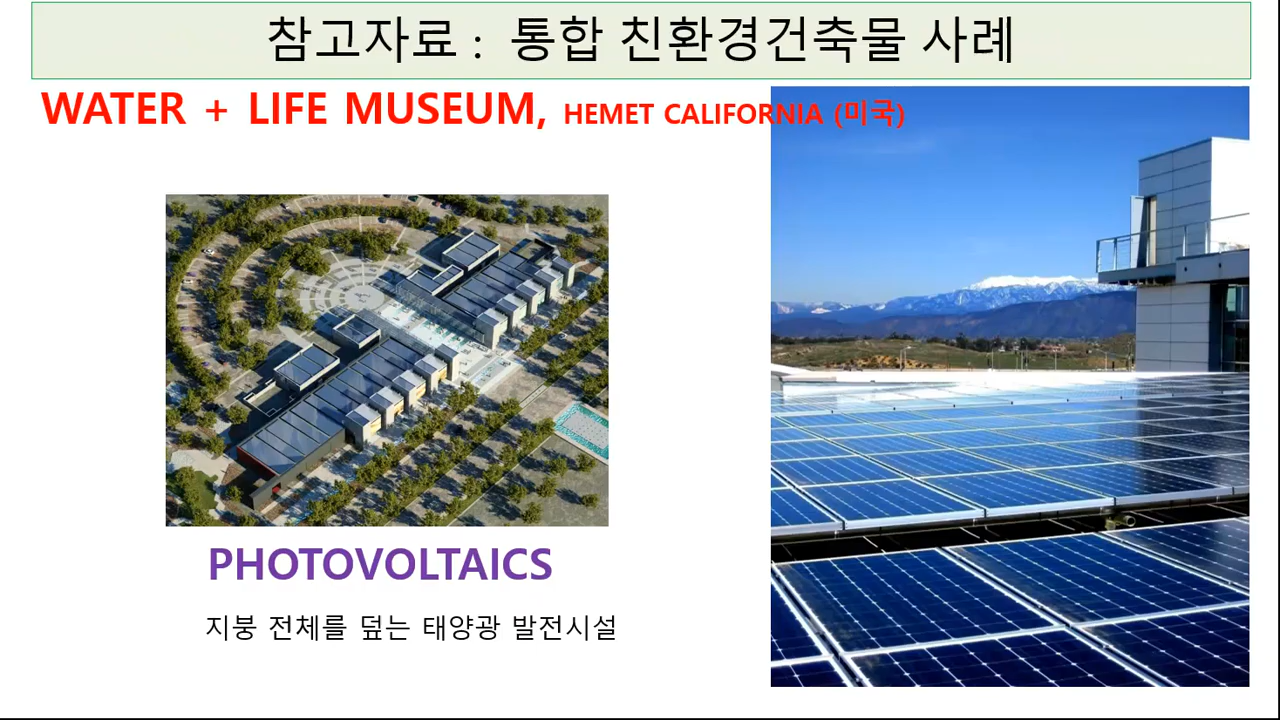 참고자료 : 통합 친환경건축물 사례
WATER + LIFE MUSEUM, HEMET CALIFORNIA (미국)
PHOTOVOLTAICS
지붕 전체를 덮는 태양광 발전시설